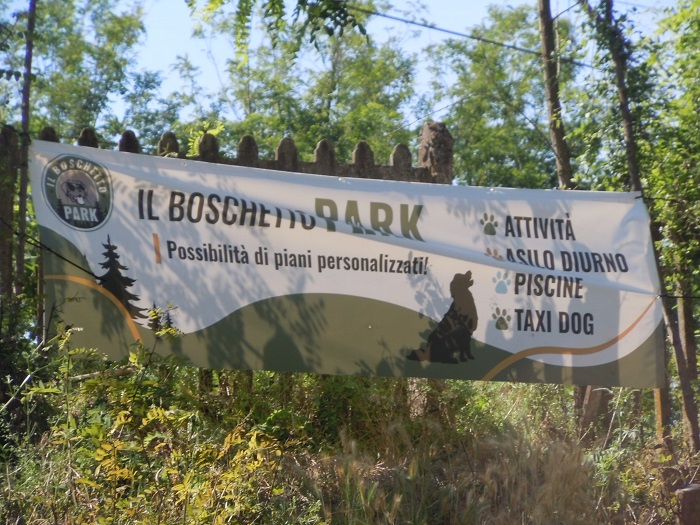 IL BOSCHETTO
PARK
IL BOSCHETTO PARK
Possibilità di piani personalizzati!
ATTIVITÀ
ASILO DIURNO
PISCINE
TAXI DOG